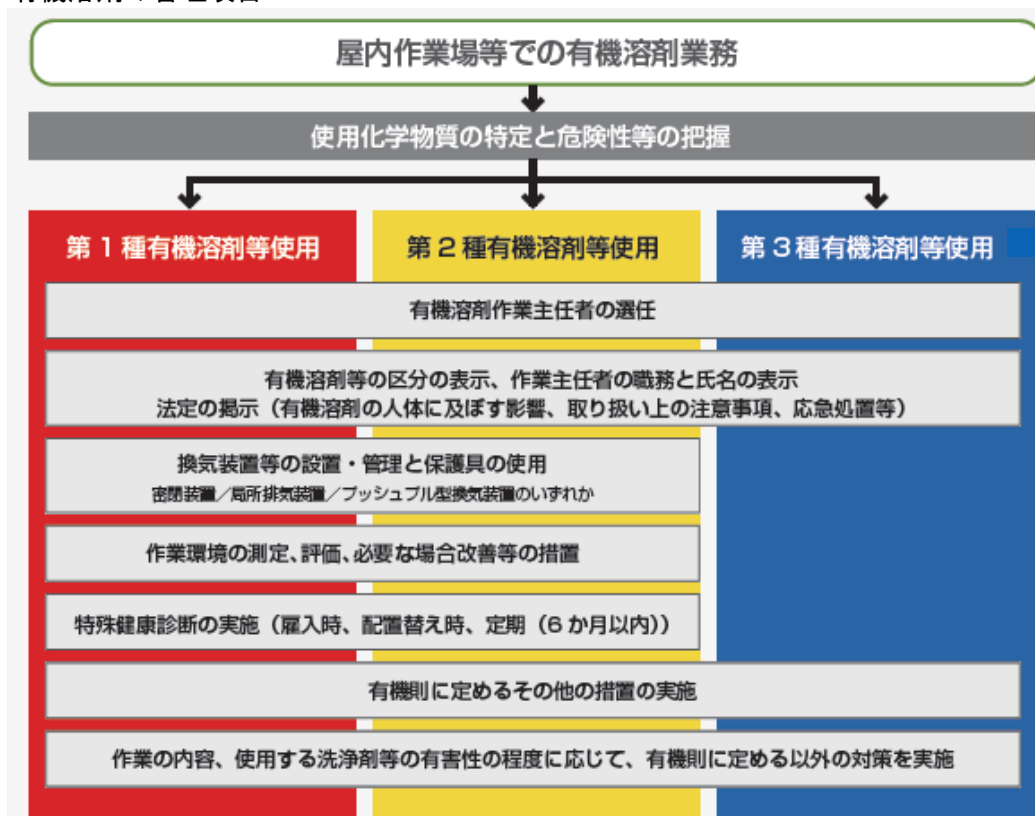 屋内作業場等での有機溶剤業務
使用化学物質の特定と危険性等の把握
第1種有機溶剤等使用
第2種有機溶剤等使用
第3種有機溶剤等使用
有機溶剤作業主任者の選任
有機溶剤等の区分の表示、作業主任者の職務と氏名の表示
法定の掲示（有機溶剤の人体に及ぼす影響、取り扱い上の注意事項、応急処置等）
換気装置等の設置・管理と保護具の使用
密閉装置／局所排気装置／プッシュプル型換気装置のいずれか
作業環境の測定、評価、必要な場合改善等の措置
特殊健康診断の実施（雇入時、配置替え時、定期（6か月以内））
有機則に定めるその他の措置の実施
作業の内容、使用する洗浄剤等の有害性の程度に応じて、有機則に定める以外の対策を実施